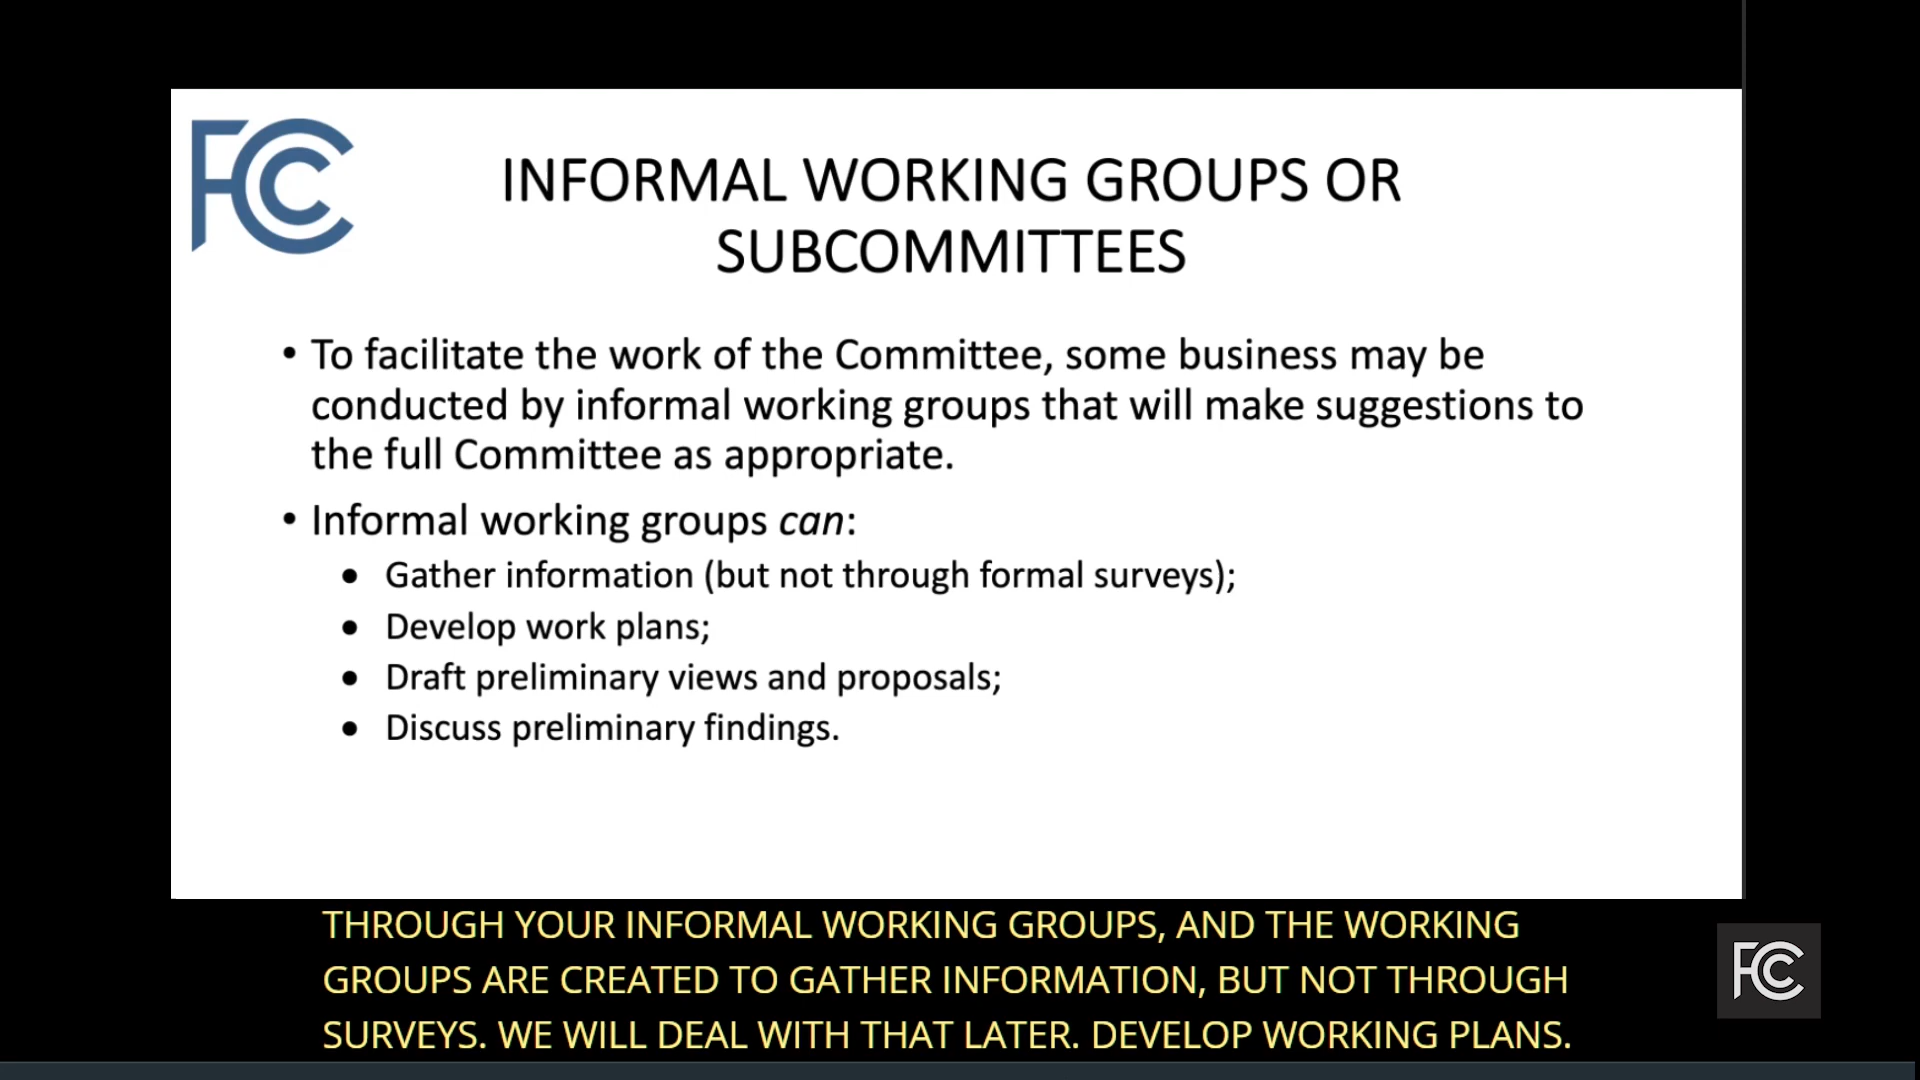 FCC
INFORMAL WORKING GROUPS OR
SUBCOMMITTEES
• To facilitate the work of the Committee, some business may be
conducted by informal working groups that will make suggestions to
the full Committee as appropriate.
• Informal working groups can:
• Gather information (but not through formal surveys);
• Develop work plans;
• Draft preliminary views and proposals;
• Discuss preliminary findings.
THROUGH YOUR INFORMAL WORKING GROUPS, AND THE WORKING
GROUPS ARE CREATED TO GATHER INFORMATION, BUT NOT THROUGH
SURVEYS. WE WILL DEAL WITH THAT LATER. DEVELOP WORKING PLANS.
FCC